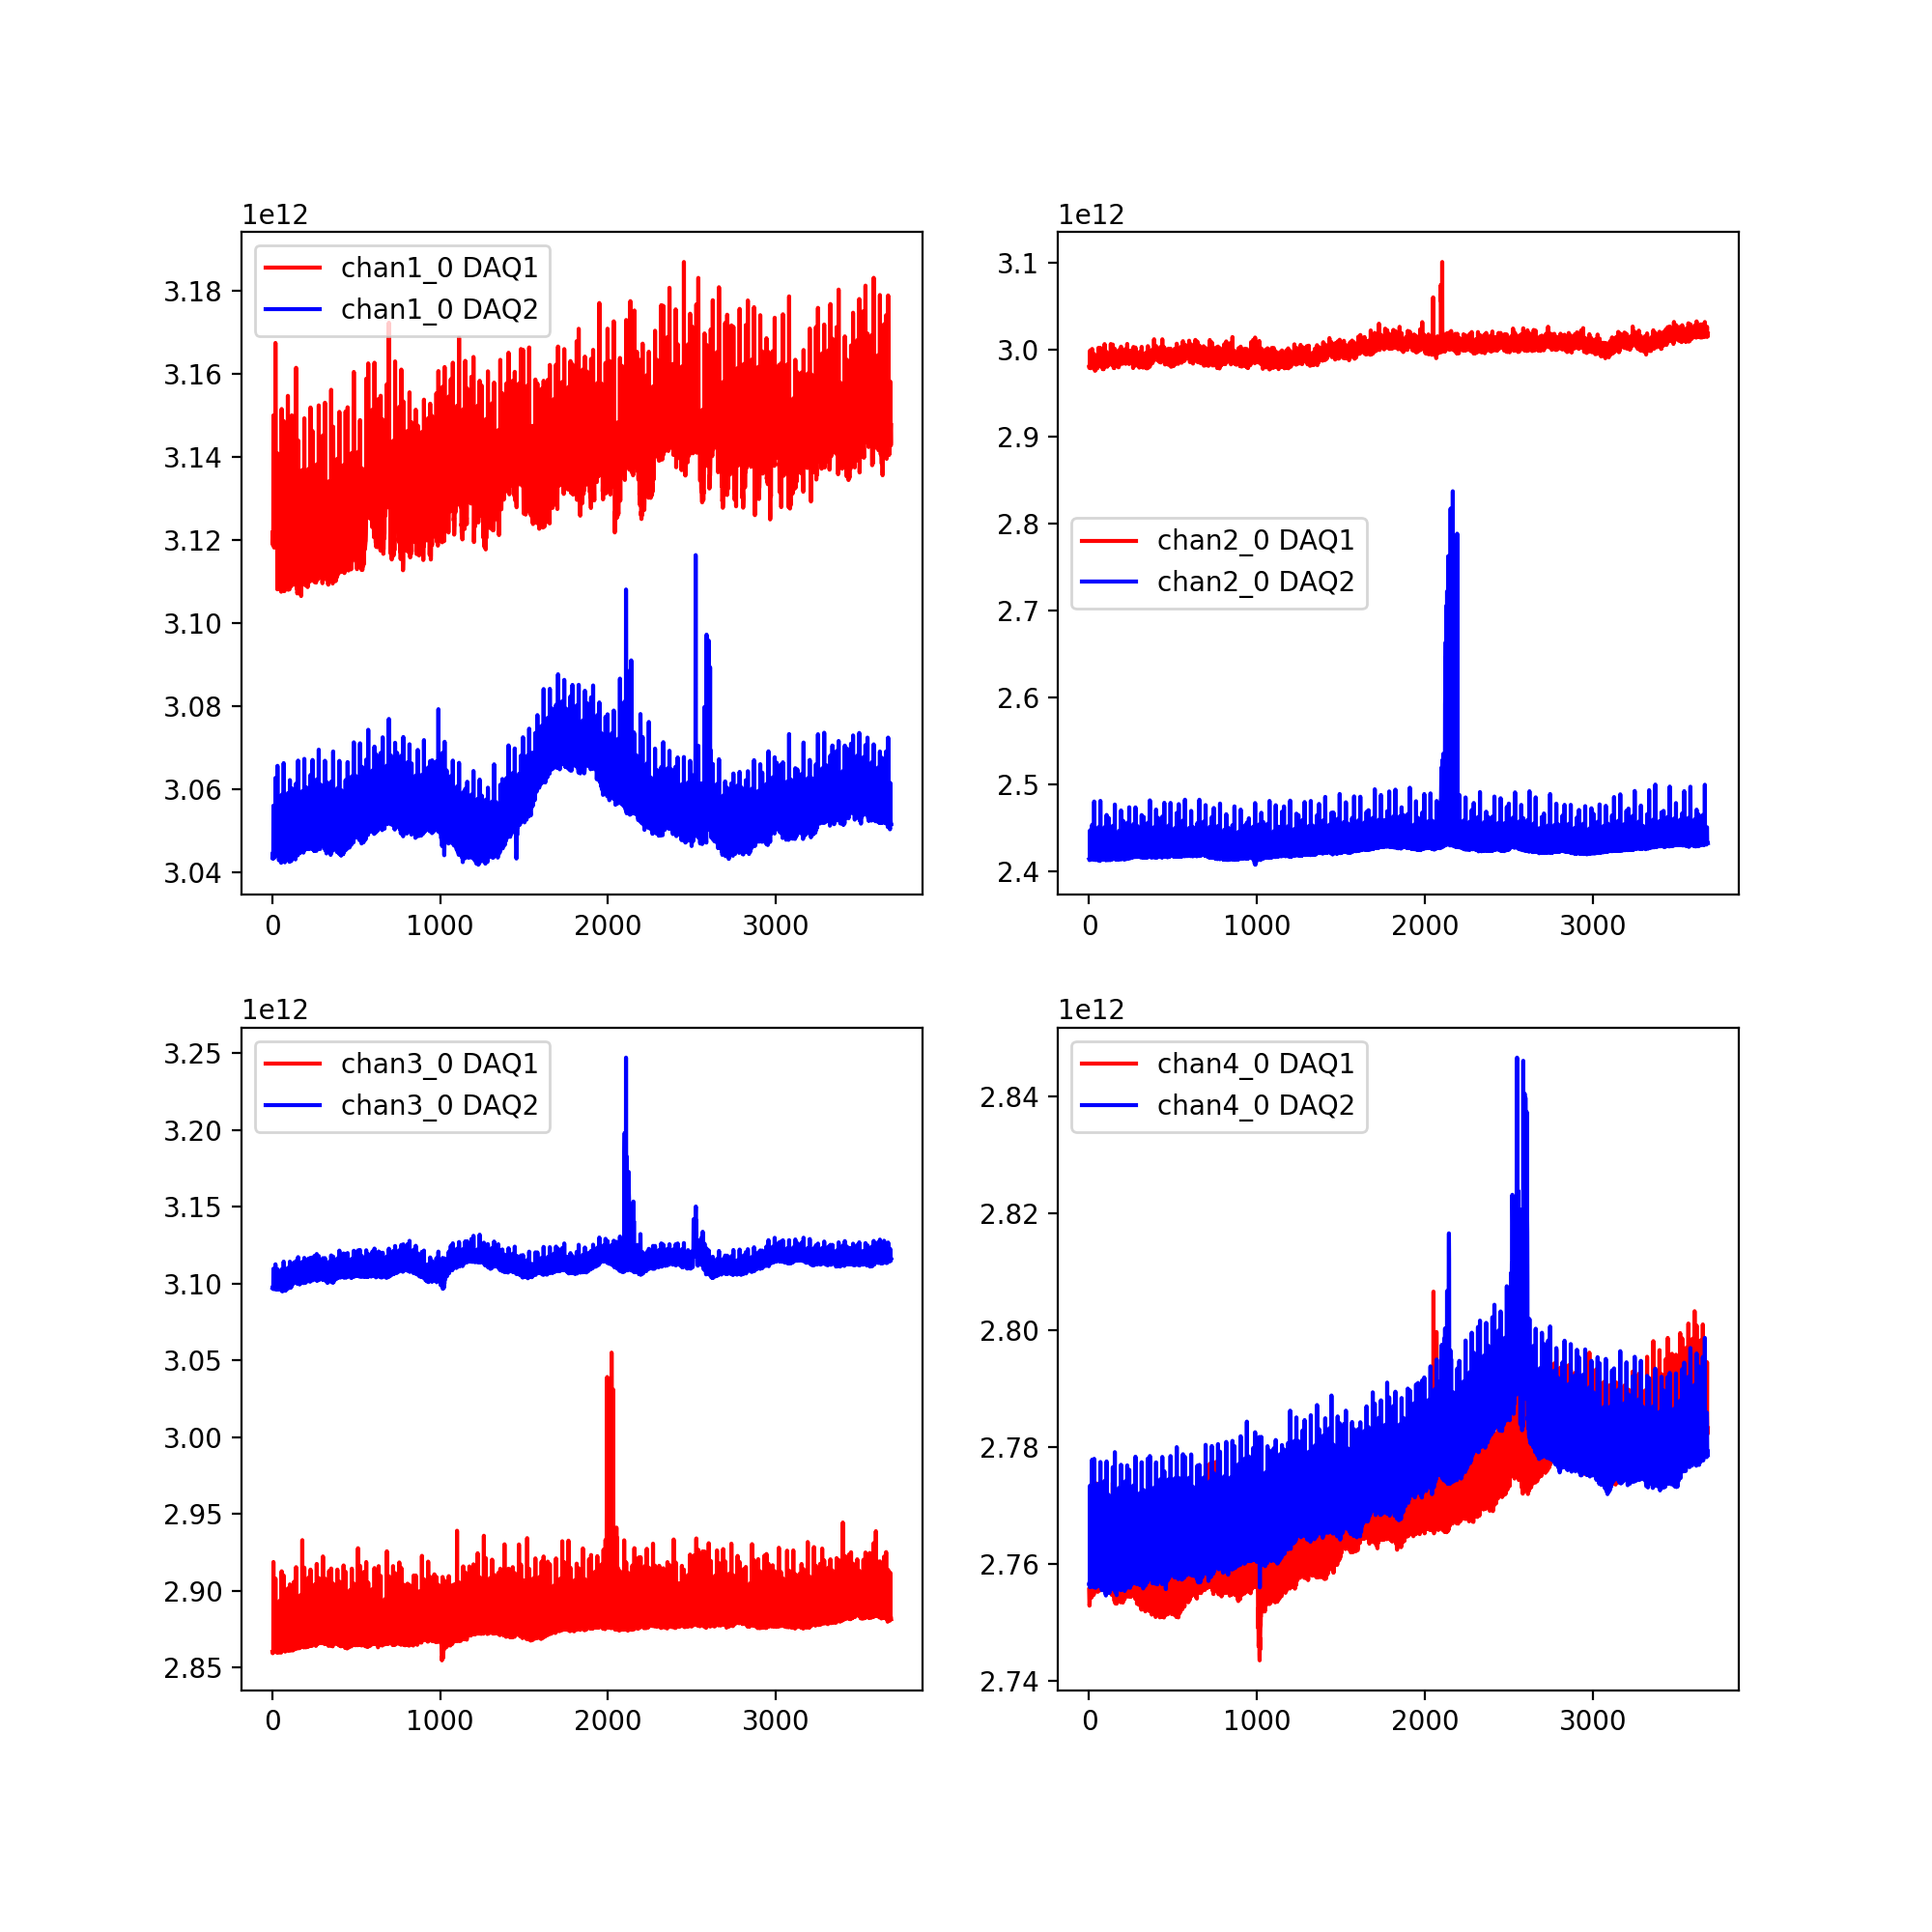 1e12
chan1_0 DAQ1
chan1_0 DAQ2
3.18
3.16
3.14
3.12
3.10
3.08
3.06
3.04
0 1000 2000 3000
1e12
chan2_0 DAQ1
chan2_0 DAQ2
3.1
3.0
2.9
2.8
2.7
2.6
2.5
2.4
0 1000 2000 3000
1e12
chan3_0 DAQ1
chan3_0 DAQ2
3.25
3.20
3.15
3.10
3.05
3.00
2.95
2.90
2.85
0 1000 2000 3000
1e12
chan4_0 DAQ1
chan4_0 DAQ2
2.84
2.82
2.80
2.78
2.76
2.74
0 1000 2000 3000